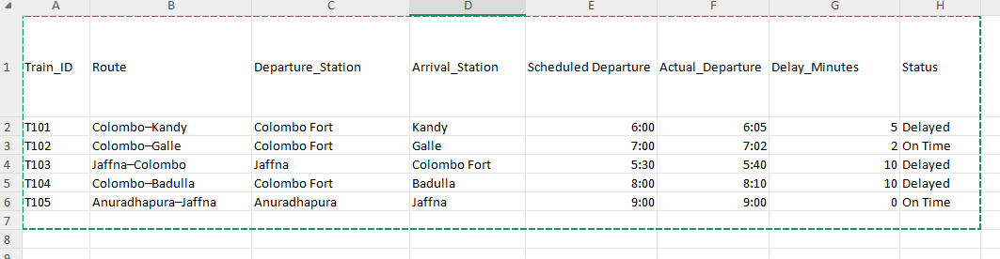 A B C D E F G H
1 Train_ID Route Departure_Station Arrival_Station Scheduled Departure Actual_Departure Delay_Minutes Status
2 T101 Colombo–Kandy Colombo Fort Kandy 6:00 6:05 5 Delayed
3 T102 Colombo–Galle Colombo Fort Galle 7:00 7:02 2 On Time
4 T103 Jaffna–Colombo Jaffna Colombo Fort 5:30 5:40 10 Delayed
5 T104 Colombo–Badulla Colombo Fort Badulla 8:00 8:10 10 Delayed
6 T105 Anuradhapura–Jaffna Anuradhapura Jaffna 9:00 9:00 0 On Time
7
8
9